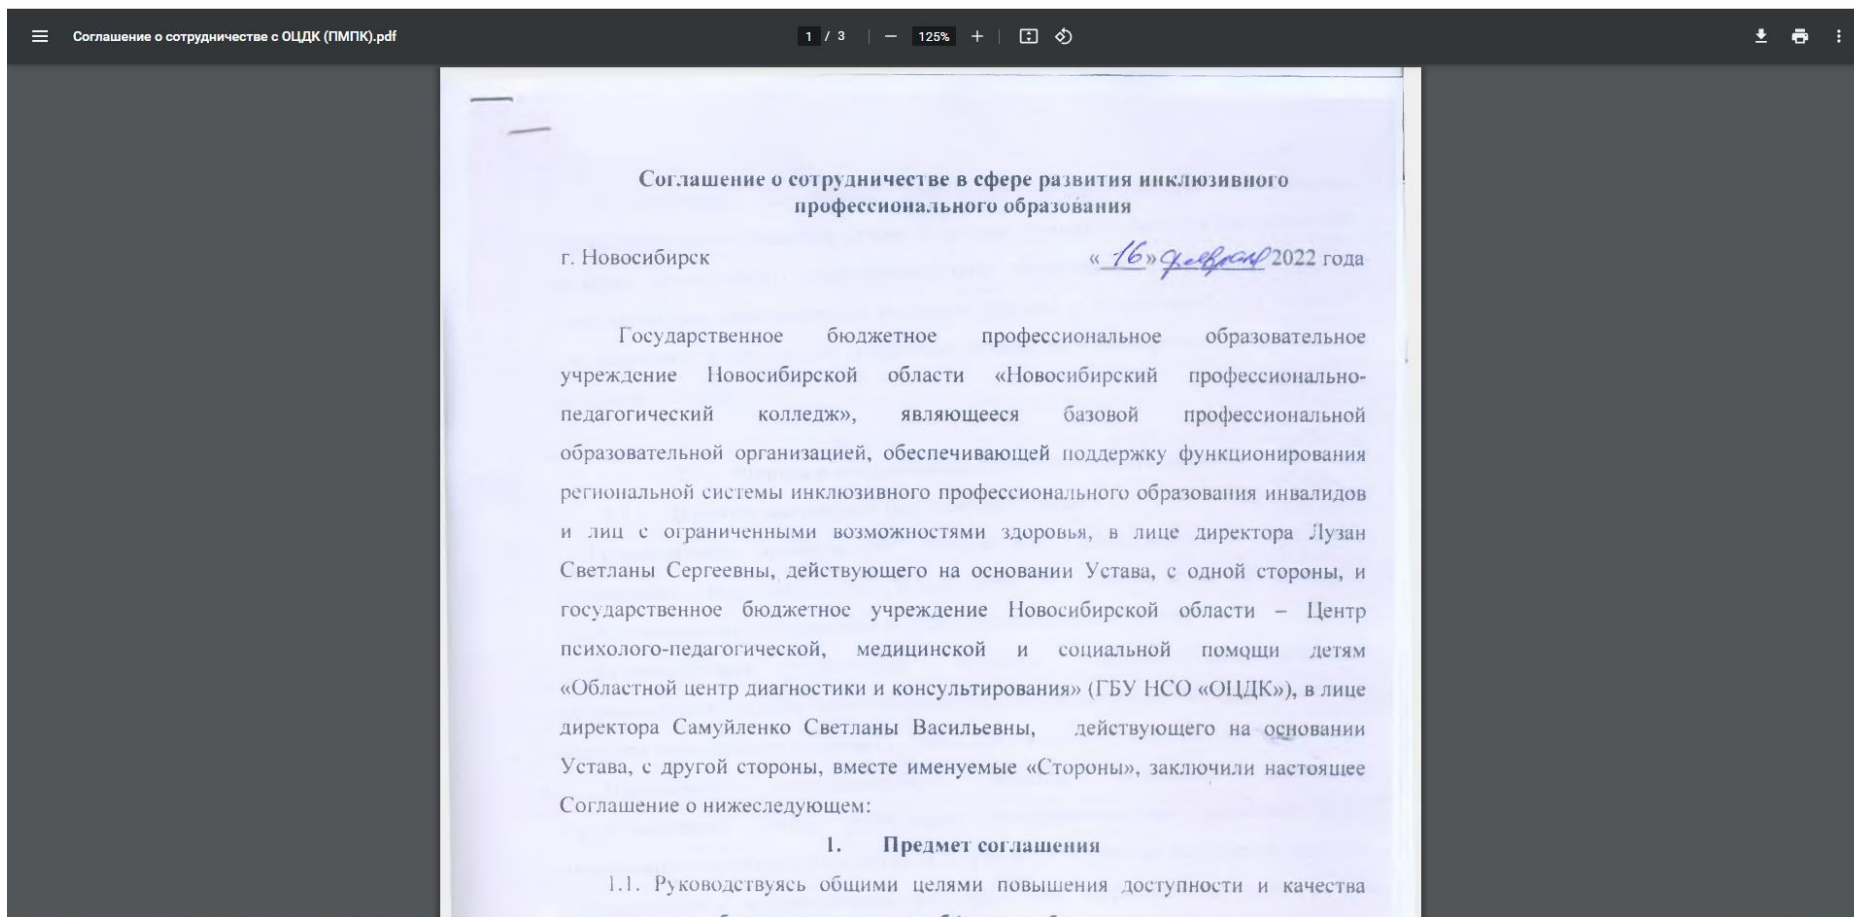 Соглашение о сотрудничестве с ОЦДК (ПМПК).pdf
1 / 3
125%
Соглашение о сотрудничестве в сфере развития инклюзивного
профессионального образования
г. Новосибирск «16» февраля 2022 года
Государственное бюджетное профессиональное образовательное
учреждение Новосибирской области «Новосибирский профессионально-
педагогический колледж», являющееся базовой профессиональной
образовательной организацией, обеспечивающей поддержку функционирования
региональной системы инклюзивного профессионального образования инвалидов
и лиц с ограниченными возможностями здоровья, в лице директора Лузан
Светланы Сергеевны, действующего на основании Устава, с одной стороны, и
государственное бюджетное учреждение Новосибирской области – Центр
психолого-педагогической, медицинской и социальной помощи детям
«Областной центр диагностики и консультирования» (ГБУ НСО «ОЦДК»), в лице
директора Самуйленко Светланы Васильевны, действующего на основании
Устава, с другой стороны, вместе именуемые «Стороны», заключили настоящее
Соглашение о нижеследующем:
1. Предмет соглашения
1.1. Руководствуясь общими целями повышения доступности и качества